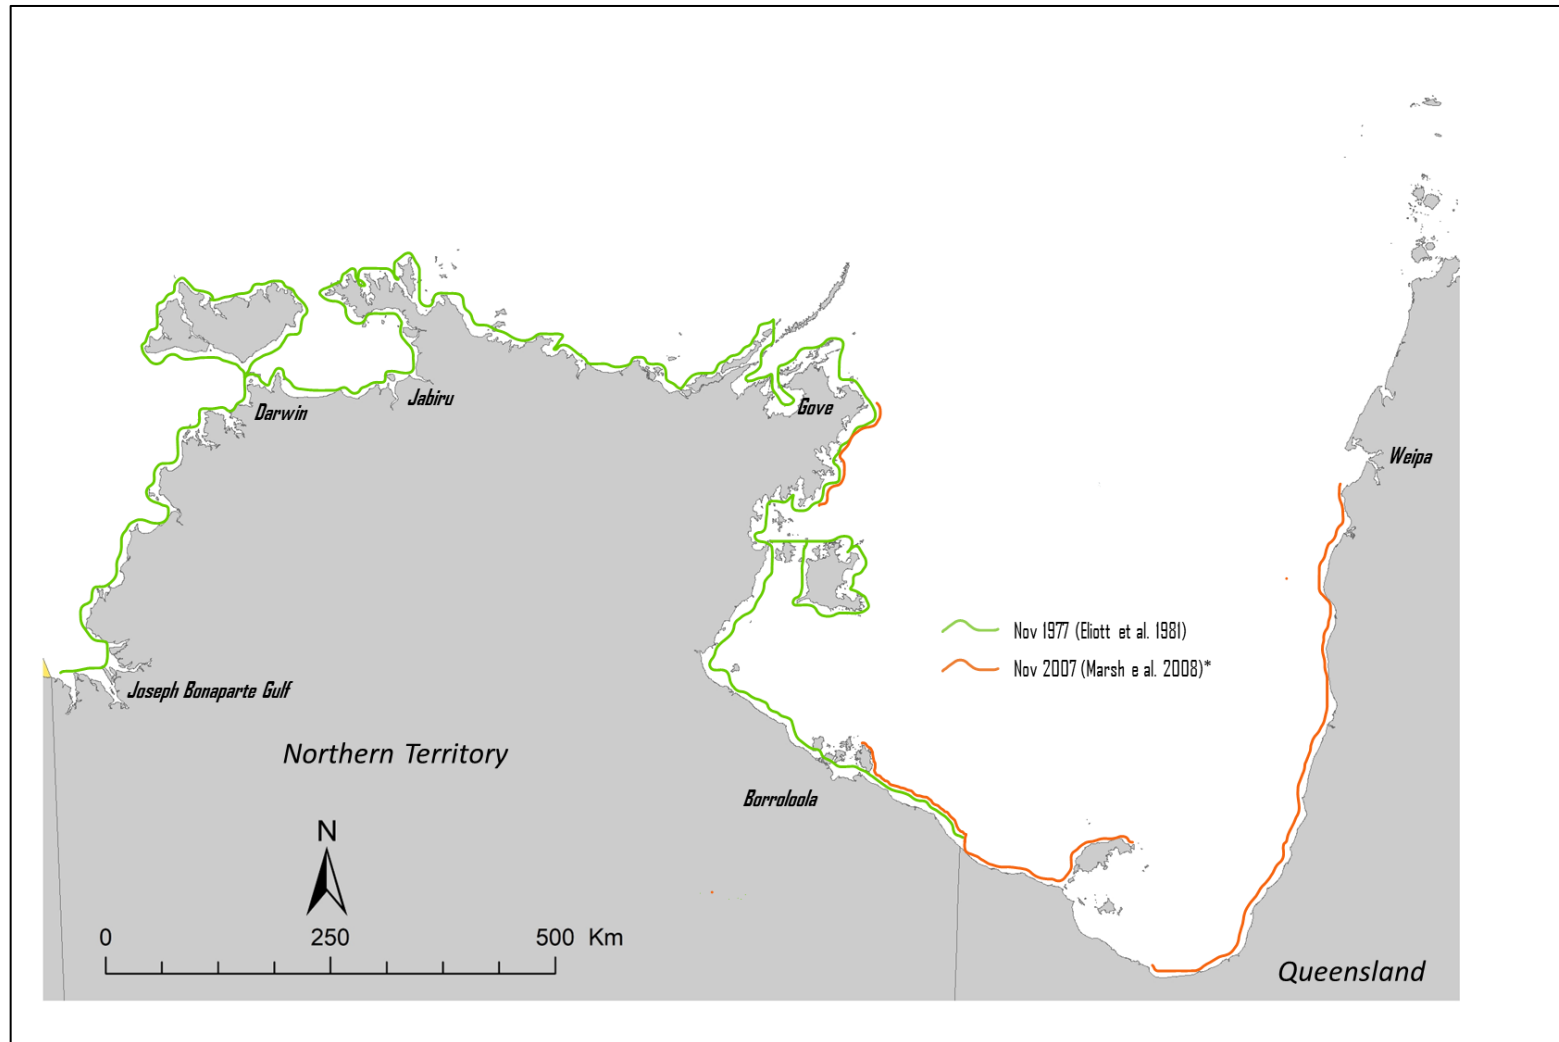 Darwin
Jabiru
Gove
Weipa
Nov 1977 (Eliott et al. 1981)
Nov 2007 (Marsh e al. 2008)*
Joseph Bonaparte Gulf
Northern Territory
Borroloola
N
0 250 500 Km
Queensland